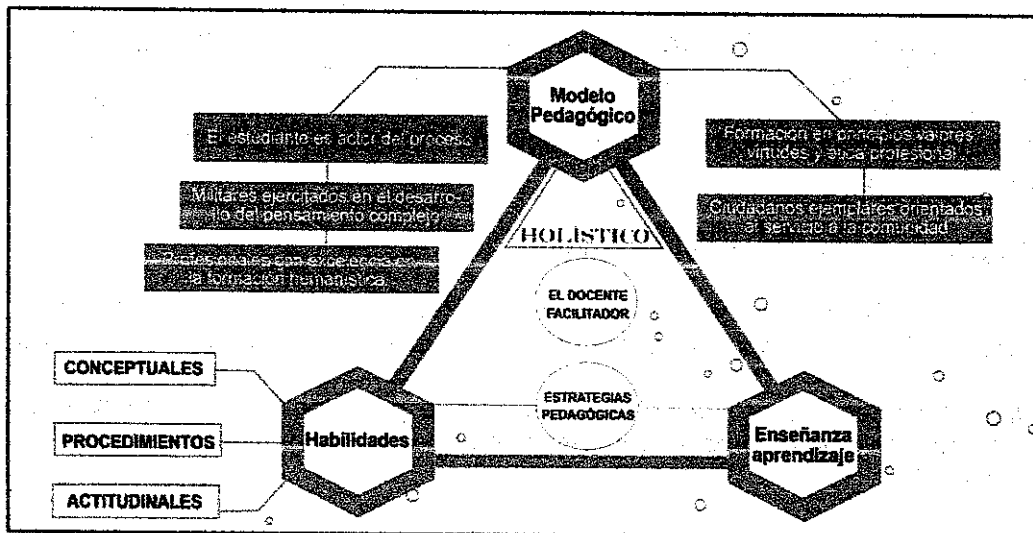 Modelo
Pedagógico
El estudiante es actor del proceso
Militares ejercitados en el desarro-
llo del pensamiento complejo
la formación humanística
Formación en principios valores
virtudes y ética profesional
Ciudadanos ejemplares orientados
al servicio a la comunidad
HOLÍSTICO
EL DOCENTE
FACILITADOR
ESTRATEGIAS
PEDAGÓGICAS
CONCEPTUALES
PROCEDIMIENTOS
ACTITUDINALES
Habilidades
Enseñanza
aprendizaje